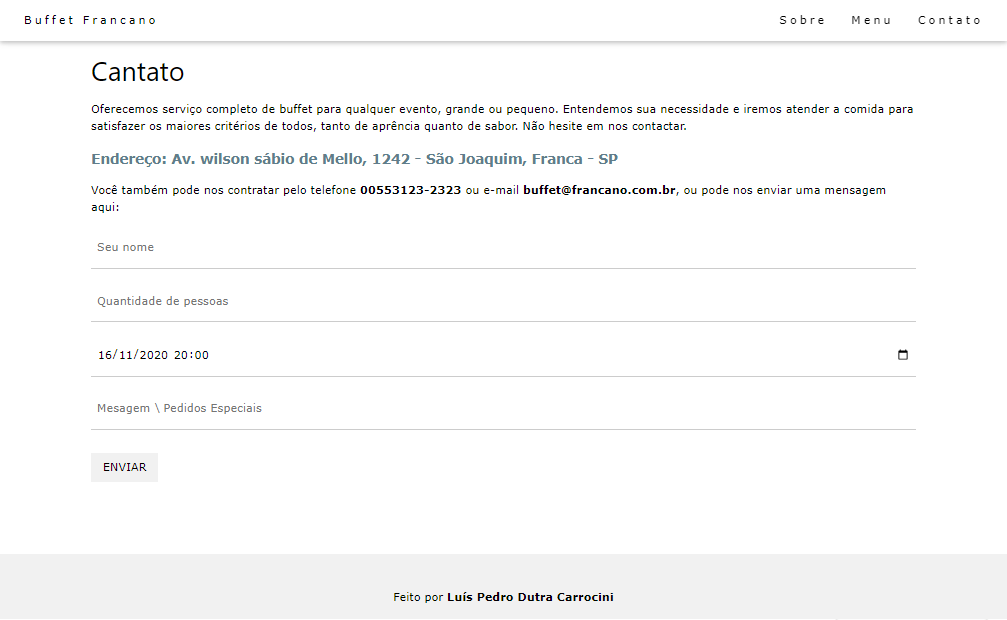 Buffet Francano Sobre Menu Contato
Cantato
Oferecemos serviço completo de buffet para qualquer evento, grande ou pequeno. Entendemos sua necessidade e iremos atender a comida para
satisfazer os maiores critérios de todos, tanto de aprência quanto de sabor. Não hesite em nos contactar.
Endereço: Av. wilson sábio de Mello, 1242 - São Joaquim, Franca - SP
Você também pode nos contratar pelo telefone 00553123-2323 ou e-mail buffet@francano.com.br, ou pode nos enviar uma mensagem
aqui:
Seu nome
Quantidade de pessoas
16/11/2020 20:00
Mesagem \ Pedidos Especiais
ENVIAR
Feito por Luís Pedro Dutra Carrocini